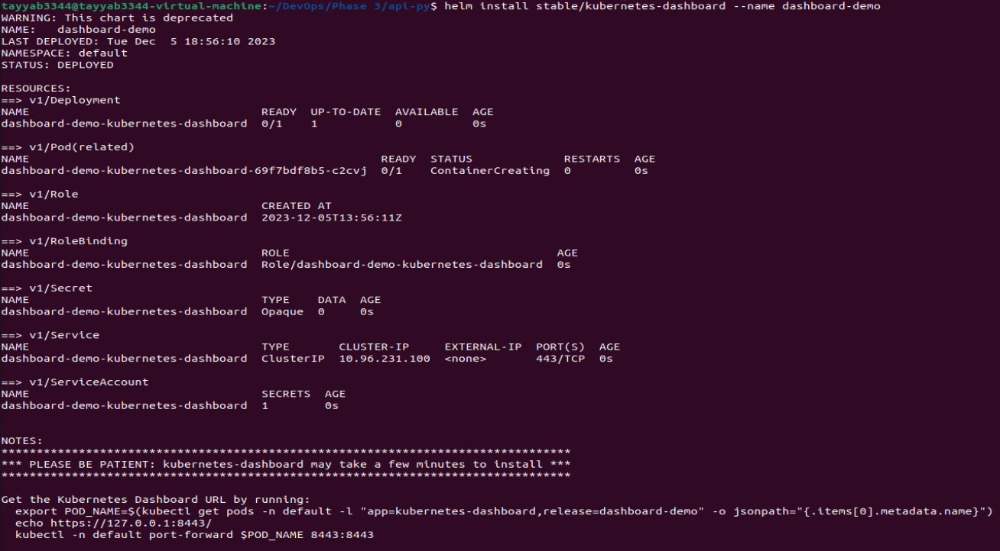 tayyab3344@tayyab3344-virtual-machine:~/DevOps/Phase 3/api-py$ helm install stable/kubernetes-dashboard --name dashboard-demo
WARNING: This chart is deprecated
NAME:   dashboard-demo
LAST DEPLOYED: Tue Dec  5 18:56:10 2023
NAMESPACE: default
STATUS: DEPLOYED

RESOURCES:
==> v1/Deployment
NAME                               READY  UP-TO-DATE  AVAILABLE  AGE
dashboard-demo-kubernetes-dashboard  0/1    1           0          0s

==> v1/Pod(related)
NAME                                                  READY  STATUS             RESTARTS  AGE
dashboard-demo-kubernetes-dashboard-69f7bdf8b5-c2cvj  0/1    ContainerCreating  0         0s

==> v1/Role
NAME                                 CREATED AT
dashboard-demo-kubernetes-dashboard  2023-12-05T13:56:11Z

==> v1/RoleBinding
NAME                                 ROLE                                      AGE
dashboard-demo-kubernetes-dashboard  Role/dashboard-demo-kubernetes-dashboard  0s

==> v1/Secret
NAME                                 TYPE    DATA  AGE
dashboard-demo-kubernetes-dashboard  Opaque  0     0s

==> v1/Service
NAME                                 TYPE       CLUSTER-IP     EXTERNAL-IP  PORT(S)  AGE
dashboard-demo-kubernetes-dashboard  ClusterIP  10.96.231.100  <none>       443/TCP  0s

==> v1/ServiceAccount
NAME                                 SECRETS  AGE
dashboard-demo-kubernetes-dashboard  1        0s


NOTES:
*********************************************************************************
*** PLEASE BE PATIENT: kubernetes-dashboard may take a few minutes to install ***
*********************************************************************************

Get the Kubernetes Dashboard URL by running:
  export POD_NAME=$(kubectl get pods -n default -l "app=kubernetes-dashboard,release=dashboard-demo" -o jsonpath="{.items[0].metadata.name}")
  echo https://127.0.0.1:8443/
  kubectl -n default port-forward $POD_NAME 8443:8443